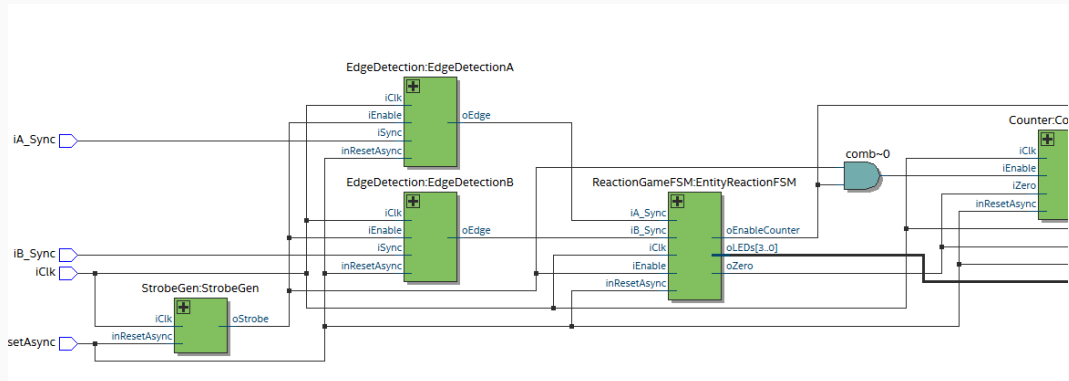 EdgeDetection:EdgeDetectionA
iClk
iEnable
iSync
inResetAsync
oEdge
iA_Sync
EdgeDetection:EdgeDetectionB
iClk
iEnable
iSync
inResetAsync
oEdge
iB_Sync
iClk
StrobeGen:StrobeGen
iClk
inResetAsync
oStrobe
setAsync
ReactionGameFSM:EntityReactionFSM
iA_Sync
iB_Sync
iClk
iEnable
inResetAsync
oEnableCounter
oLEDs[3..0]
oZero
comb~0
Counter:Co
iClk
iEnable
iZero
inResetAsync